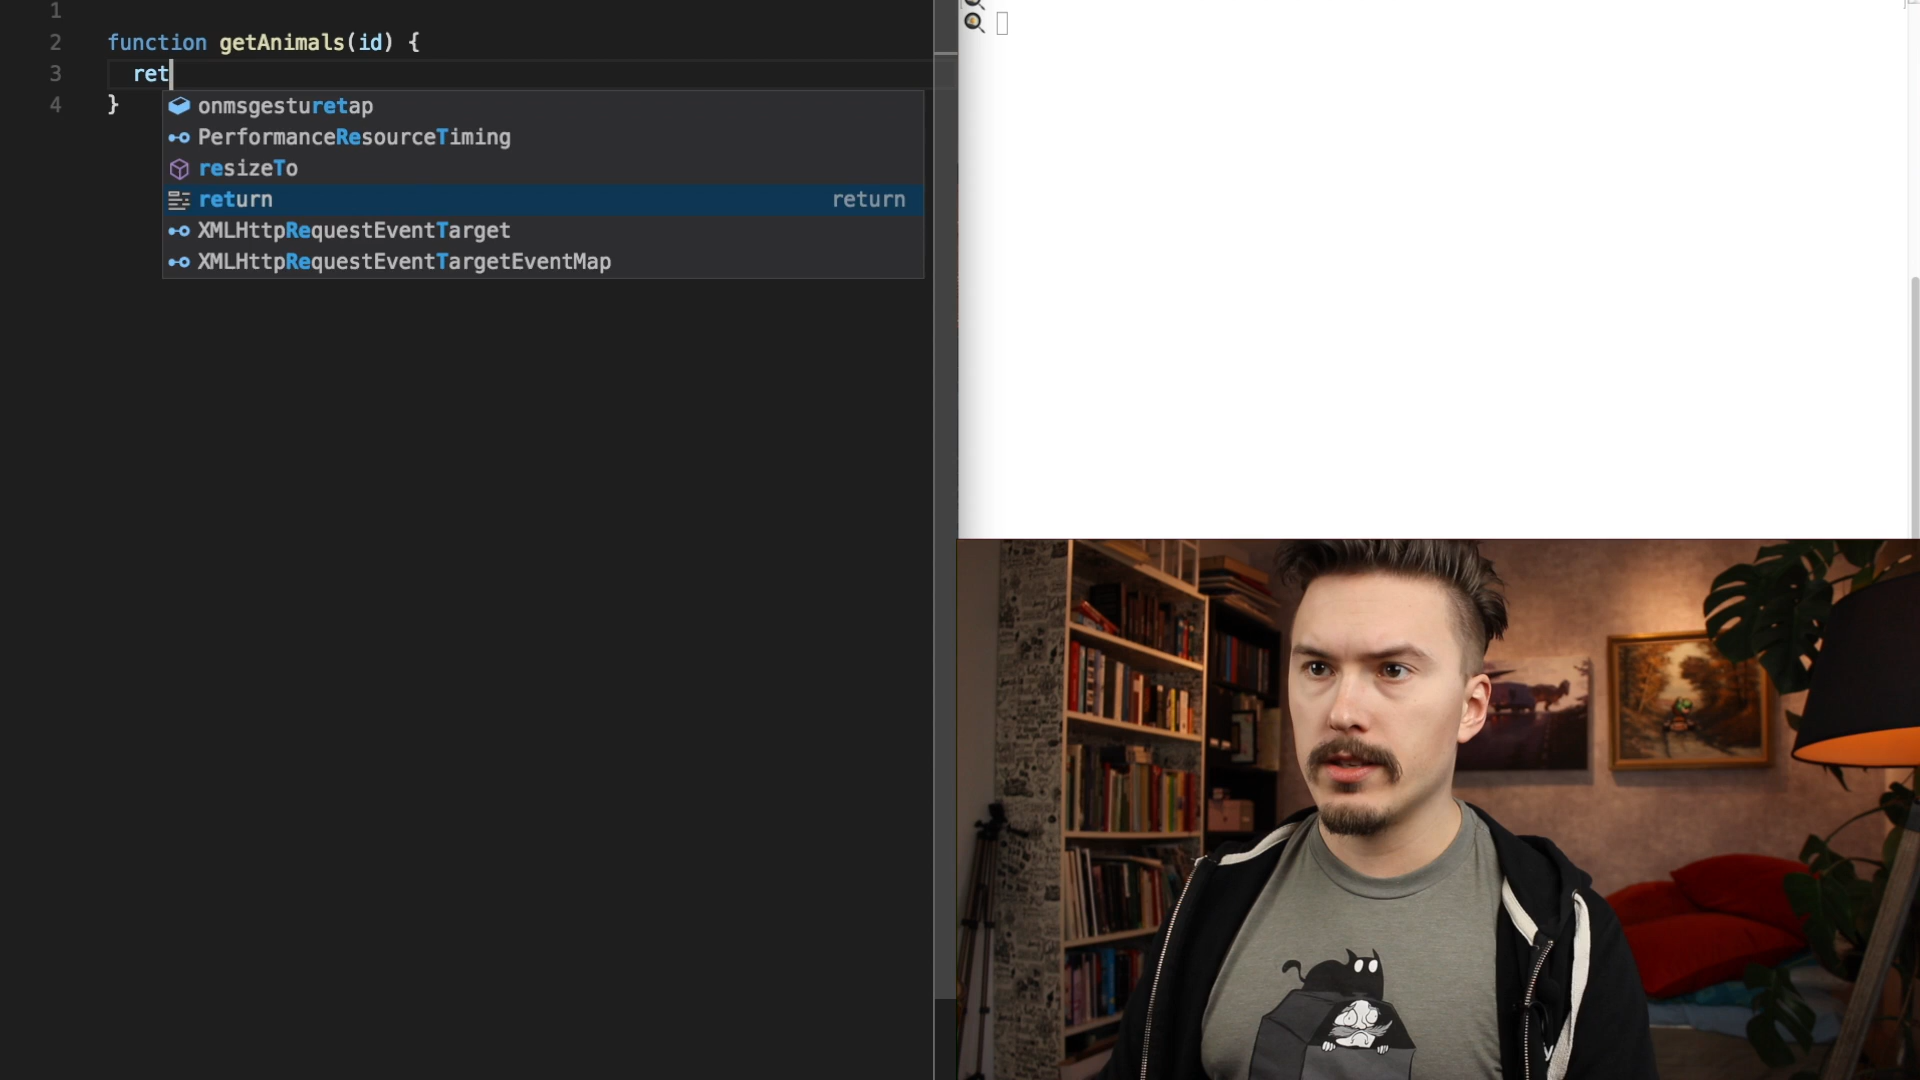 1
2 function getAnimals(id) {
3 ret
4 }
onmsgesturetap
PerformanceResourceTiming
resizeTo
return return
XMLHttpRequestEventTarget
XMLHttpRequestEventTargetEventMap